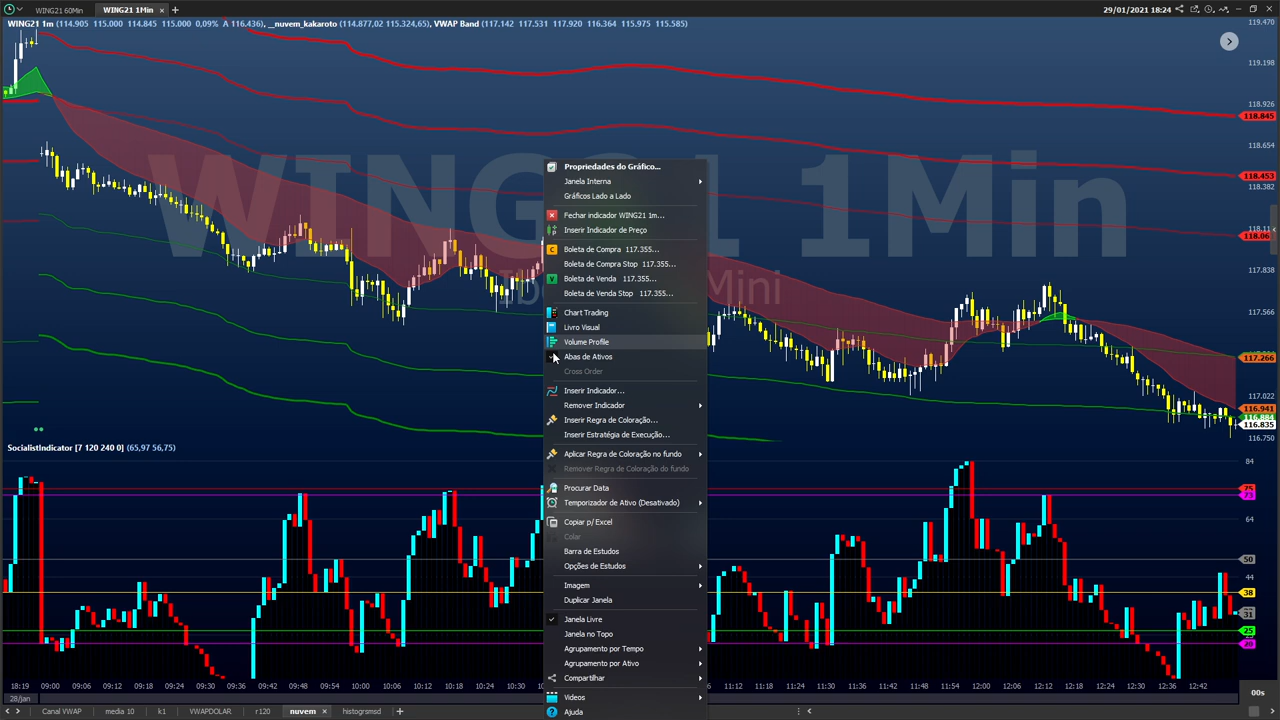 WING21 60Min
WING21 1Min
29/01/2021 18:24
WING21 1m (114.905 115.000 114.845 115.000 0,09% A 116.436), __nuvem_kakaroto (114.877,02 115.324,65), VWAP Band (117.142 117.531 117.920 116.364 115.975 115.585)
119.470
119.198
118.926
118.845
118.654
118.453
118.382
118.06
117.838
117.566
117.266
117.022
116.941
116.884
116.835
116.750
Propriedades do Gráfico...
Janela Interna
Gráficos Lado a Lado
Fechar indicador WING21 1m...
Inserir Indicador de Preço
Boleta de Compra 117.355...
Boleta de Compra Stop 117.355...
Boleta de Venda 117.355...
Boleta de Venda Stop 117.355...
Chart Trading
Livro Visual
Volume Profile
Abas de Ativos
Cross Order
Inserir Indicador...
Remover Indicador
Inserir Regra de Coloração...
Inserir Estratégia de Execução...
Aplicar Regra de Coloração no fundo
Remover Regra de Coloração do fundo
Procurar Data
Temporizador de Ativo (Desativado)
Copiar p/ Excel
Colar
Barra de Estudos
Opções de Estudos
Imagem
Duplicar Janela
Janela Livre
Janela no Topo
Agrupamento por Tempo
Agrupamento por Ativo
Compartilhar
Vídeos
Ajuda
SocialistIndicator [7 120 240 0] (65,97 56,75)
84
75
73
64
50
44
38
31
25
20
18:19 09:00 09:06 09:12 09:18 09:24 09:30 09:36 09:42 09:48 09:54 10:00 10:06 10:12 10:18 10:24 10:30 10:36 11:12 11:18 11:24 11:30 11:36 11:42 11:48 11:54 12:00 12:06 12:12 12:18 12:24 12:30 12:36 12:42
28/jan
00s
Canal VWAP
media 10
k1
VWAPDOLAR
r120
nuvem
histogrsmsd